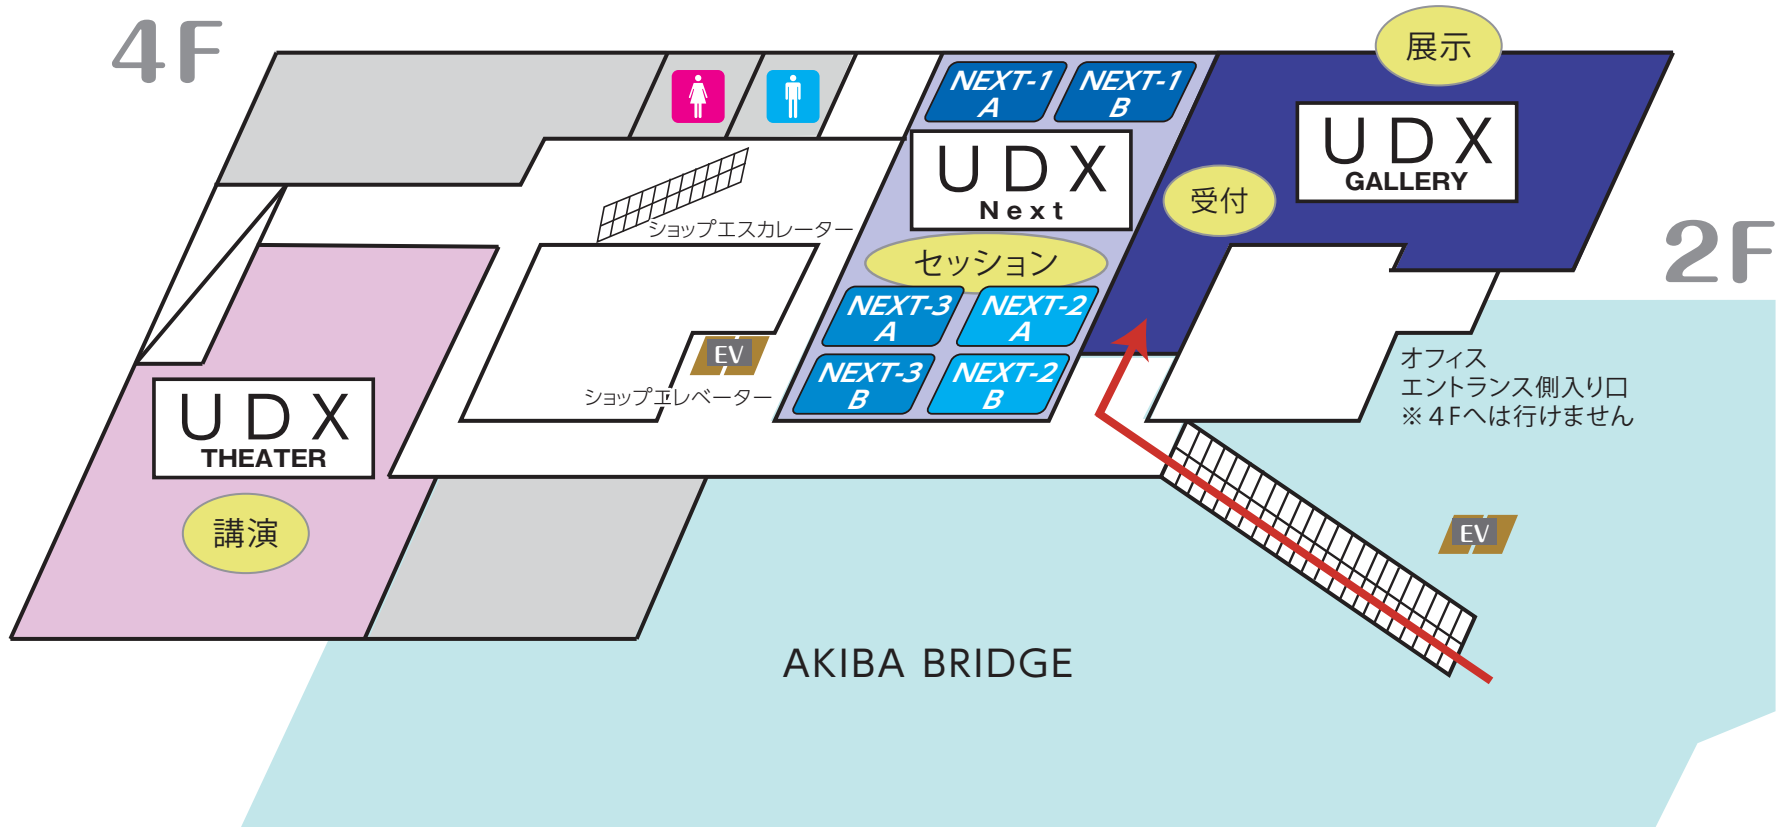 4F
展示
NEXT-1
A
NEXT-1
B
UDX
Next
UDX
GALLERY
受付
ショップエスカレーター
セッション
2F
NEXT-3
A
NEXT-2
A
EV
ショップエレベーター
NEXT-3
B
NEXT-2
B
オフィス
エントランス側入り口
※４Fへは行けません
UDX
THEATER
講演
EV
AKIBA BRIDGE